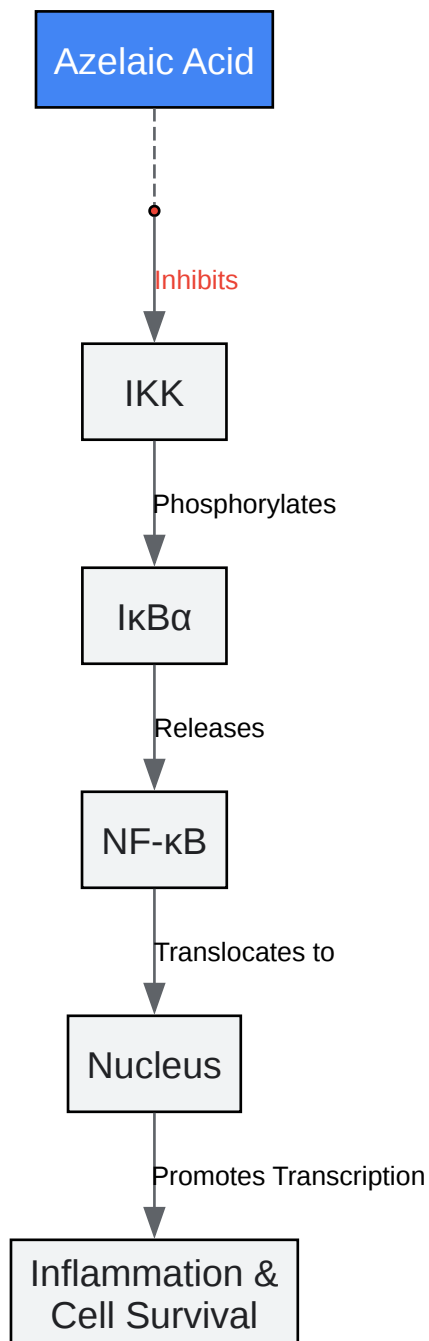 Azelaic Acid
Inhibits
IKK
Phosphorylates
IκBα
Releases
NF-κB
Translocates to
Nucleus
Promotes Transcription
Inflammation &
Cell Survival